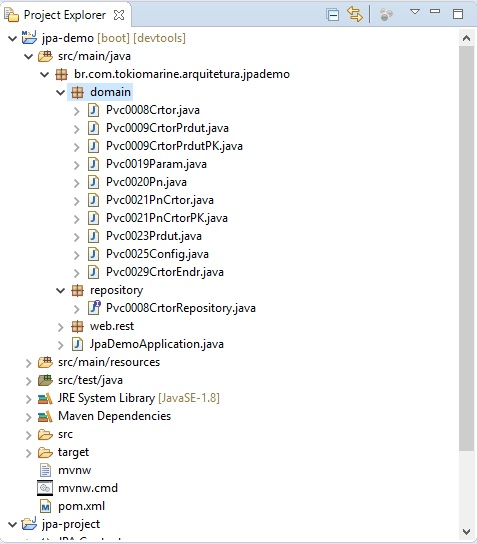 Project Explorer
jpa-demo [boot] [devtools]
src/main/java
br.com.tokiomarine.arquitetura.jpademo
domain
Pvc0008Crtor.java
Pvc0009CrtorPrdut.java
Pvc0009CrtorPrdutPK.java
Pvc0019Param.java
Pvc0020Pn.java
Pvc0021PnCrtor.java
Pvc0021PnCrtorPK.java
Pvc0023Prdut.java
Pvc0025Config.java
Pvc0029CrtorEndr.java
repository
Pvc0008CrtorRepository.java
web.rest
JpaDemoApplication.java
src/main/resources
src/test/java
JRE System Library [JavaSE-1.8]
Maven Dependencies
src
target
mvnw
mvnw.cmd
pom.xml
jpa-project